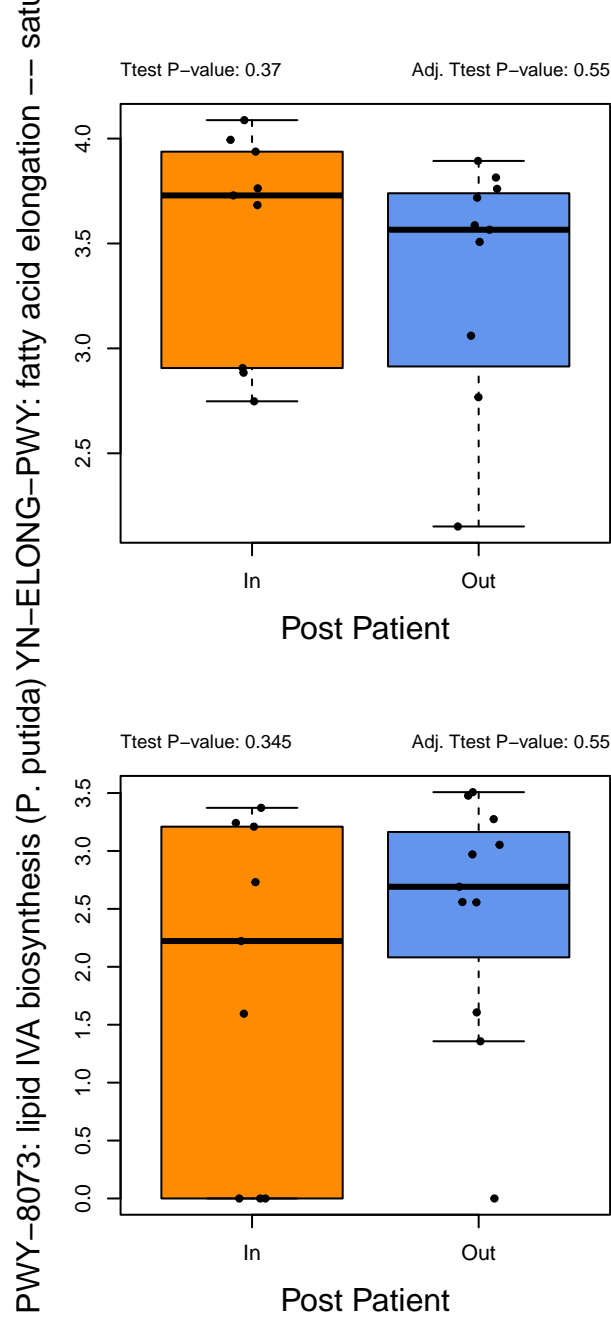 YN−ELONG−PWY: fatty acid elongation −− satu
Ttest P−value: 0.37
Adj. Ttest P−value: 0.55
4.0
3.5
3.0
2.5
In
Out
Post Patient
PWY−8073: lipid IVA biosynthesis (P. putida)
Ttest P−value: 0.345
Adj. Ttest P−value: 0.55
3.5
3.0
2.5
2.0
1.5
1.0
0.5
0.0
In
Out
Post Patient